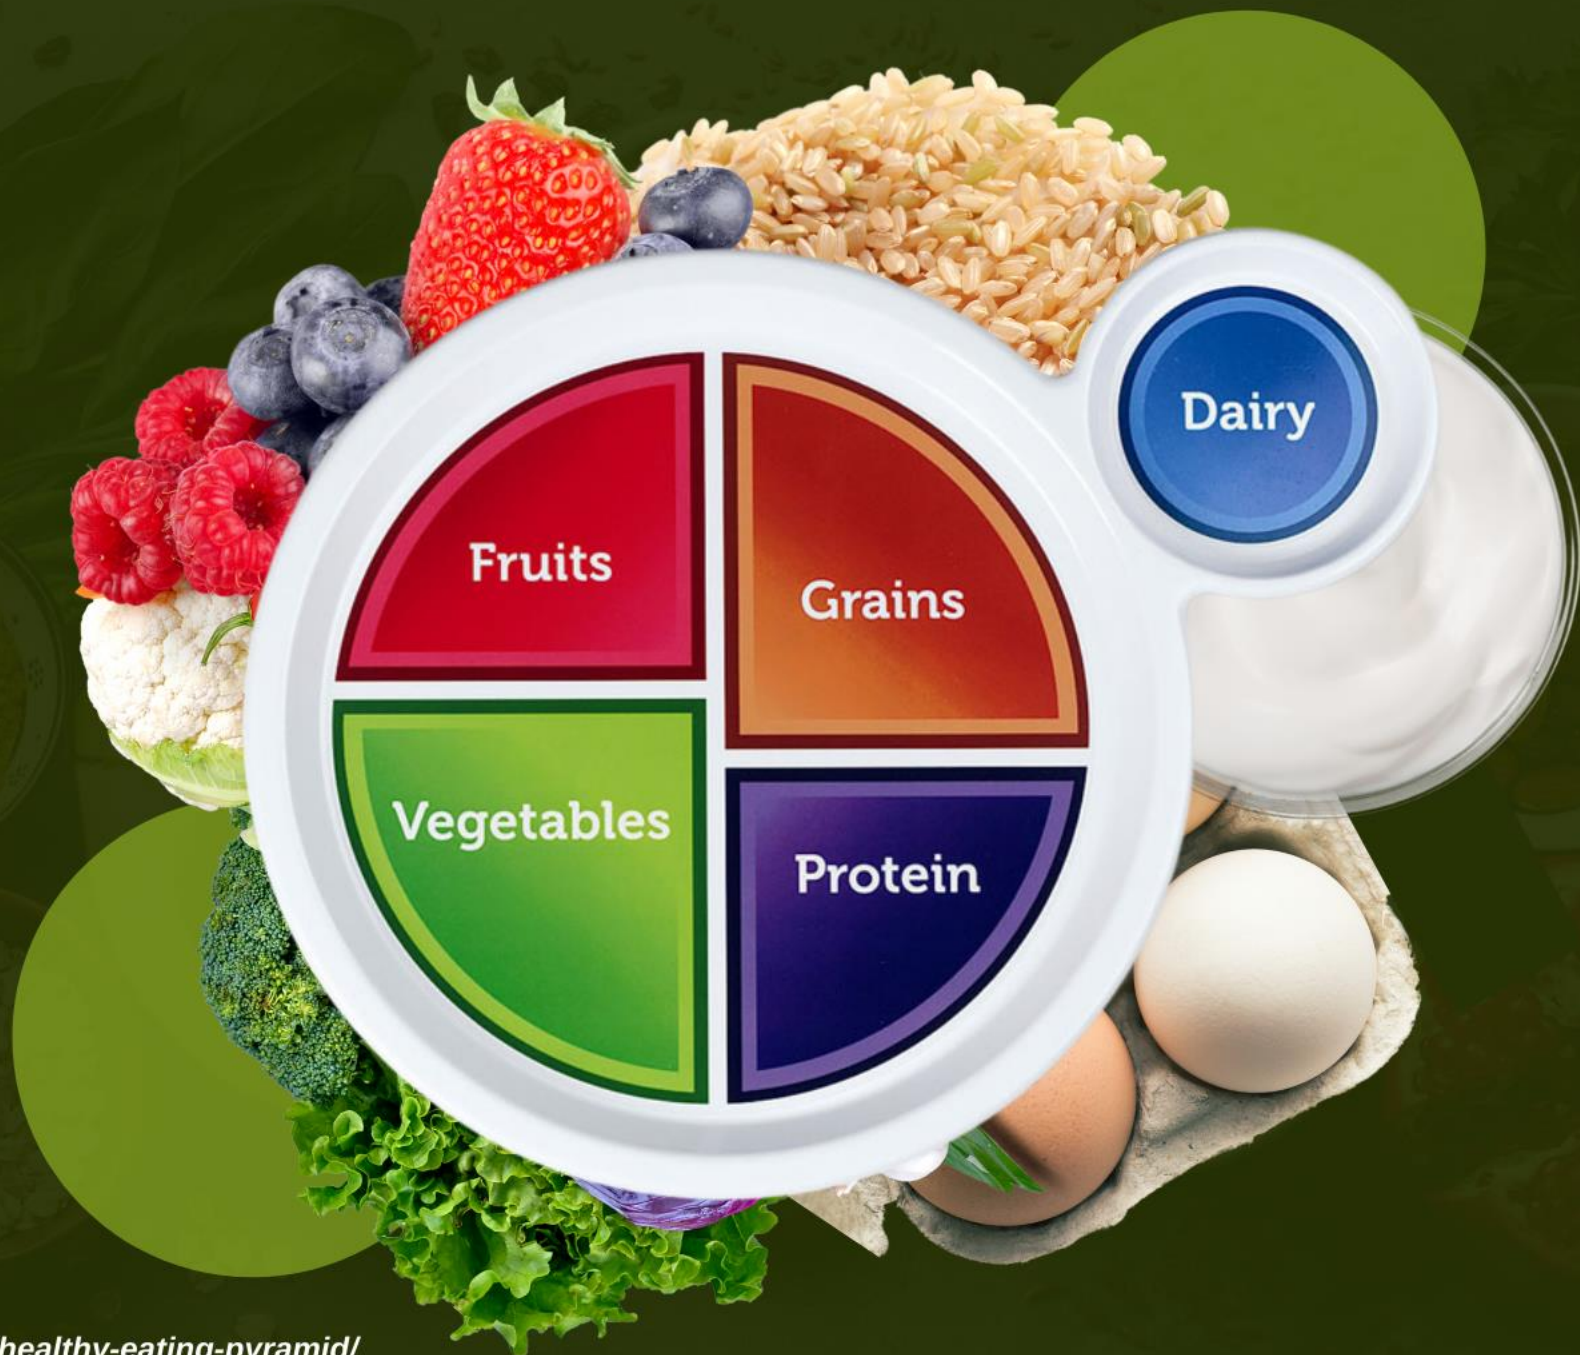 Dairy
Fruits
Grains
Vegetables
Protein
healthy-eating-pyramid/